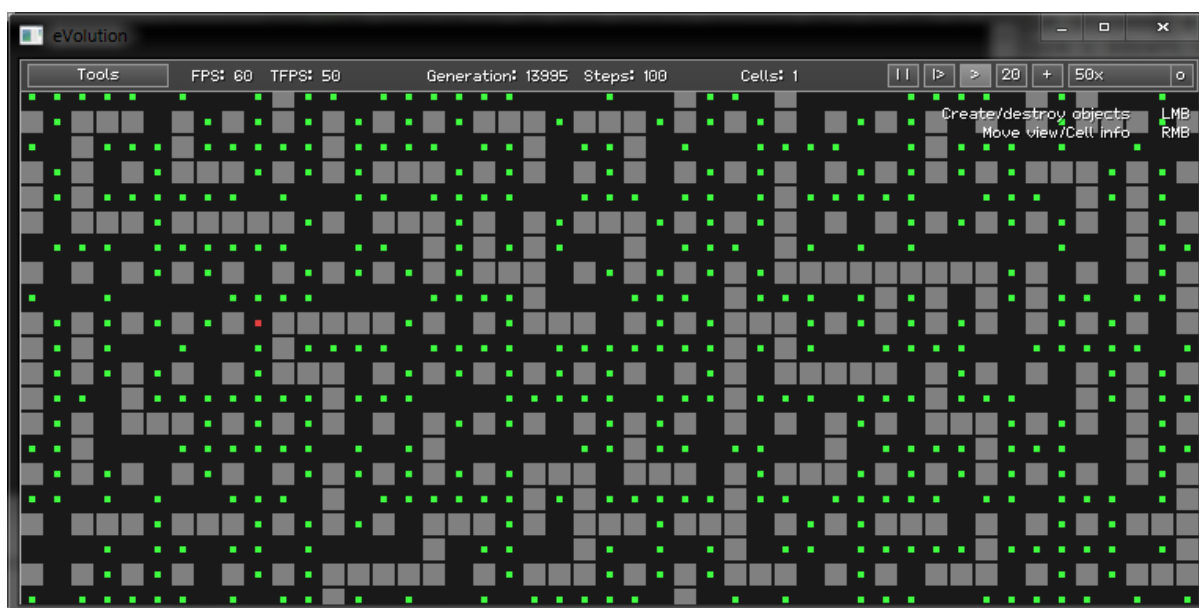 eVolution
Tools FPS: 60 TFPS: 50 Generation: 13995 Steps: 100 Cells: 1 || |> > 20 + 50x o
Create/destroy objects LMB
Move view/Cell info RMB